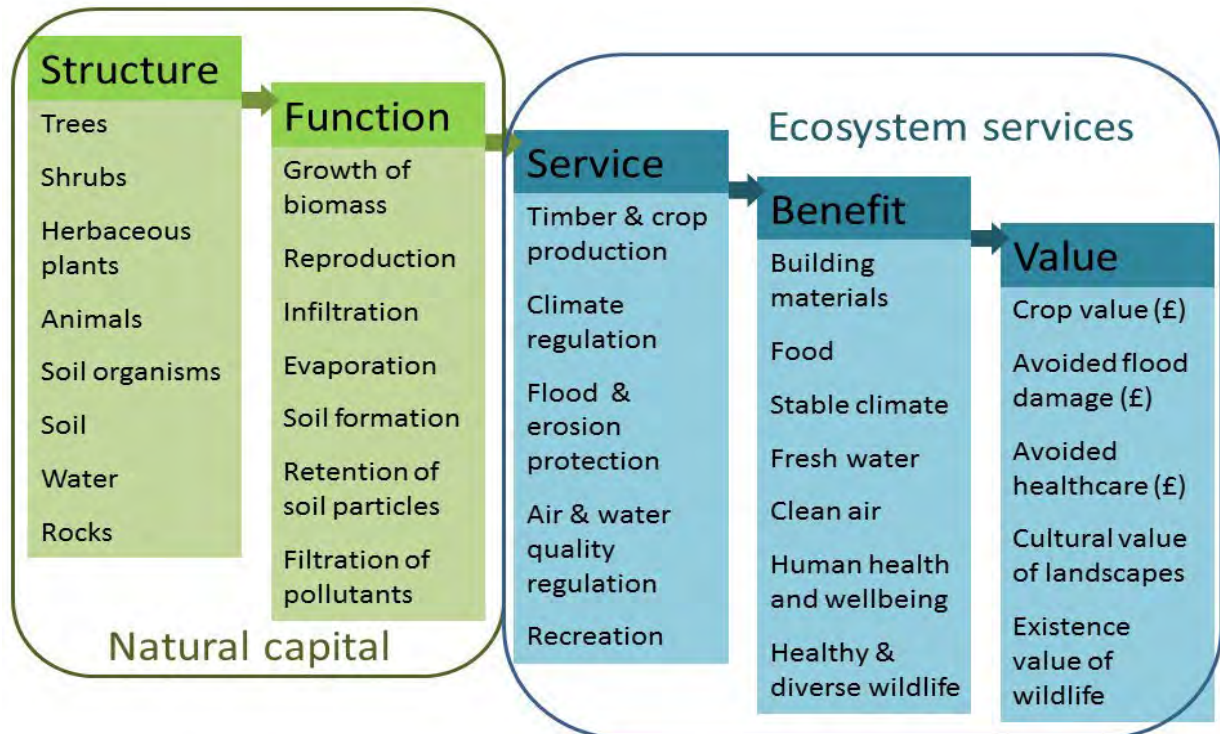 Structure
Trees
Shrubs
Herbaceous
plants
Animals
Soil organisms
Soil
Water
Rocks
Function
Growth of
biomass
Reproduction
Infiltration
Evaporation
Soil formation
Retention of
soil particles
Filtration of
pollutants
Natural capital
Ecosystem services
Service
Timber & crop
production
Climate
regulation
Flood &
erosion
protection
Air & water
quality
regulation
Recreation
Benefit
Building
materials
Food
Stable climate
Fresh water
Clean air
Human health
and wellbeing
Healthy &
diverse wildlife
Value
Crop value (£)
Avoided flood
damage (£)
Avoided
healthcare (£)
Cultural value
of landscapes
Existence
value of
wildlife